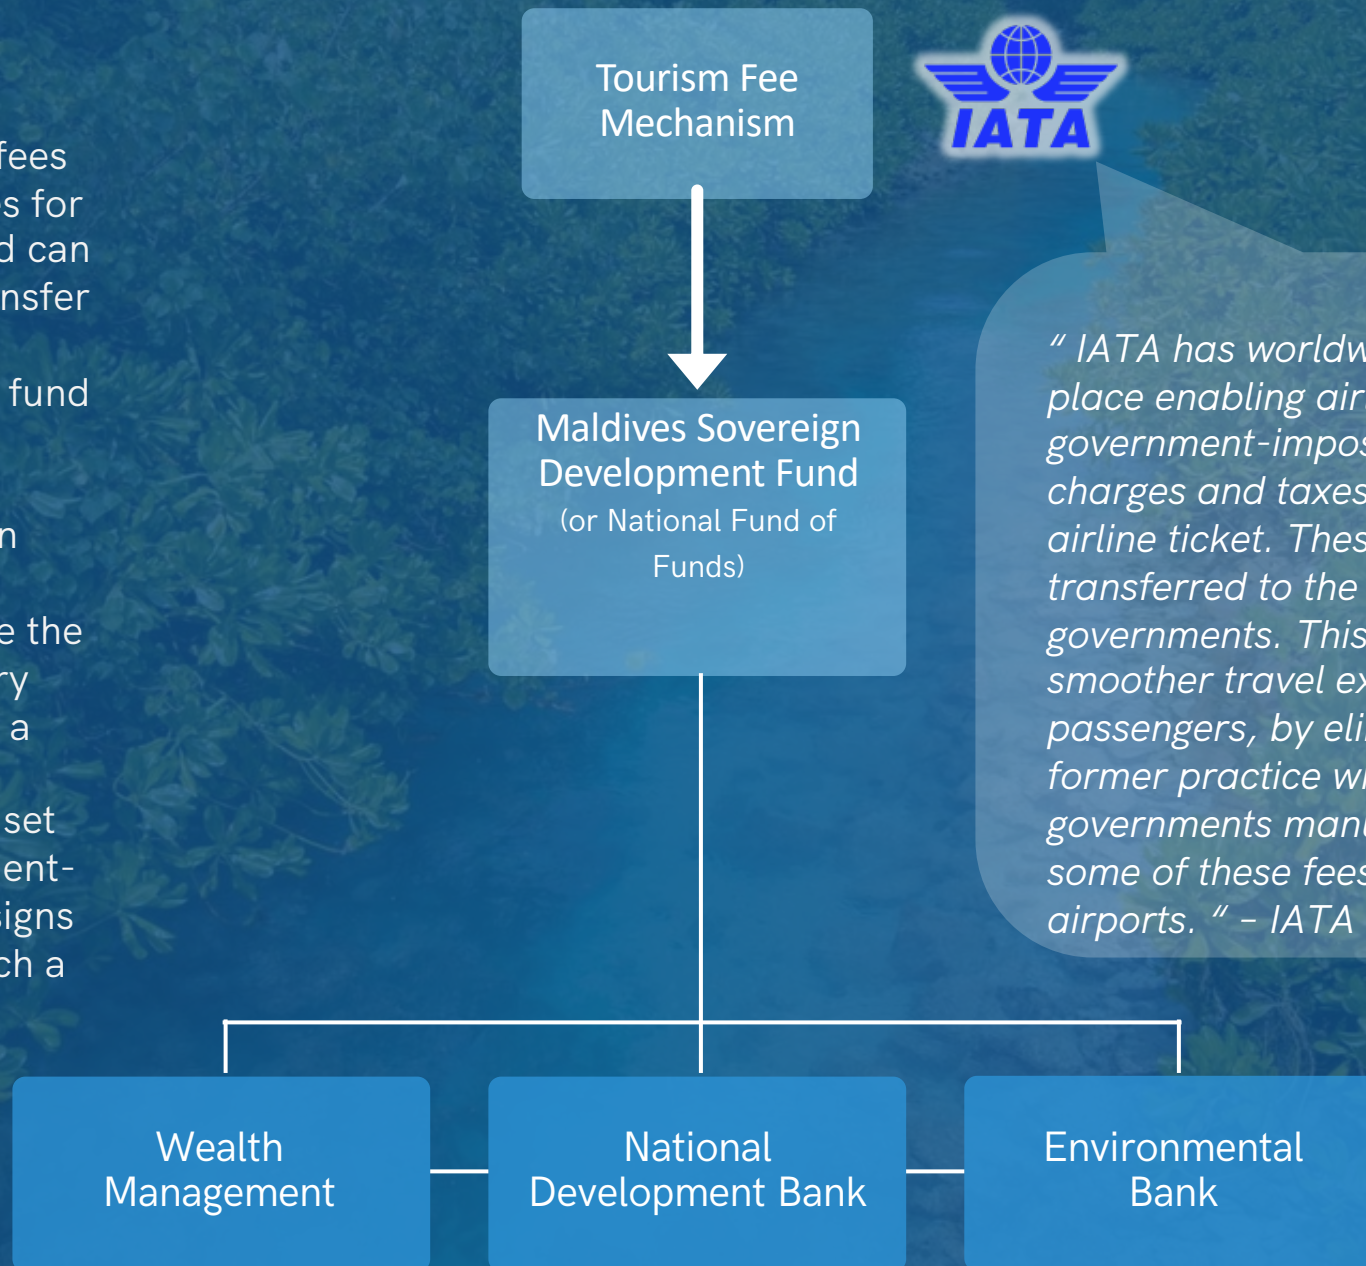 fees
s for
d can
nsfer
fund
n
e the
ry
a
set
ent-
signs
ch a
Tourism Fee
Mechanism
IATA
Maldives Sovereign
Development Fund
(or National Fund of
Funds)
“ IATA has worldw
place enabling air
government-impos
charges and taxes
airline ticket. Thes
transferred to the
governments. This
smoother travel ex
passengers, by eli
former practice w
governments manu
some of these fees
airports. “ – IATA
Wealth
Management
National
Development Bank
Environmental
Bank